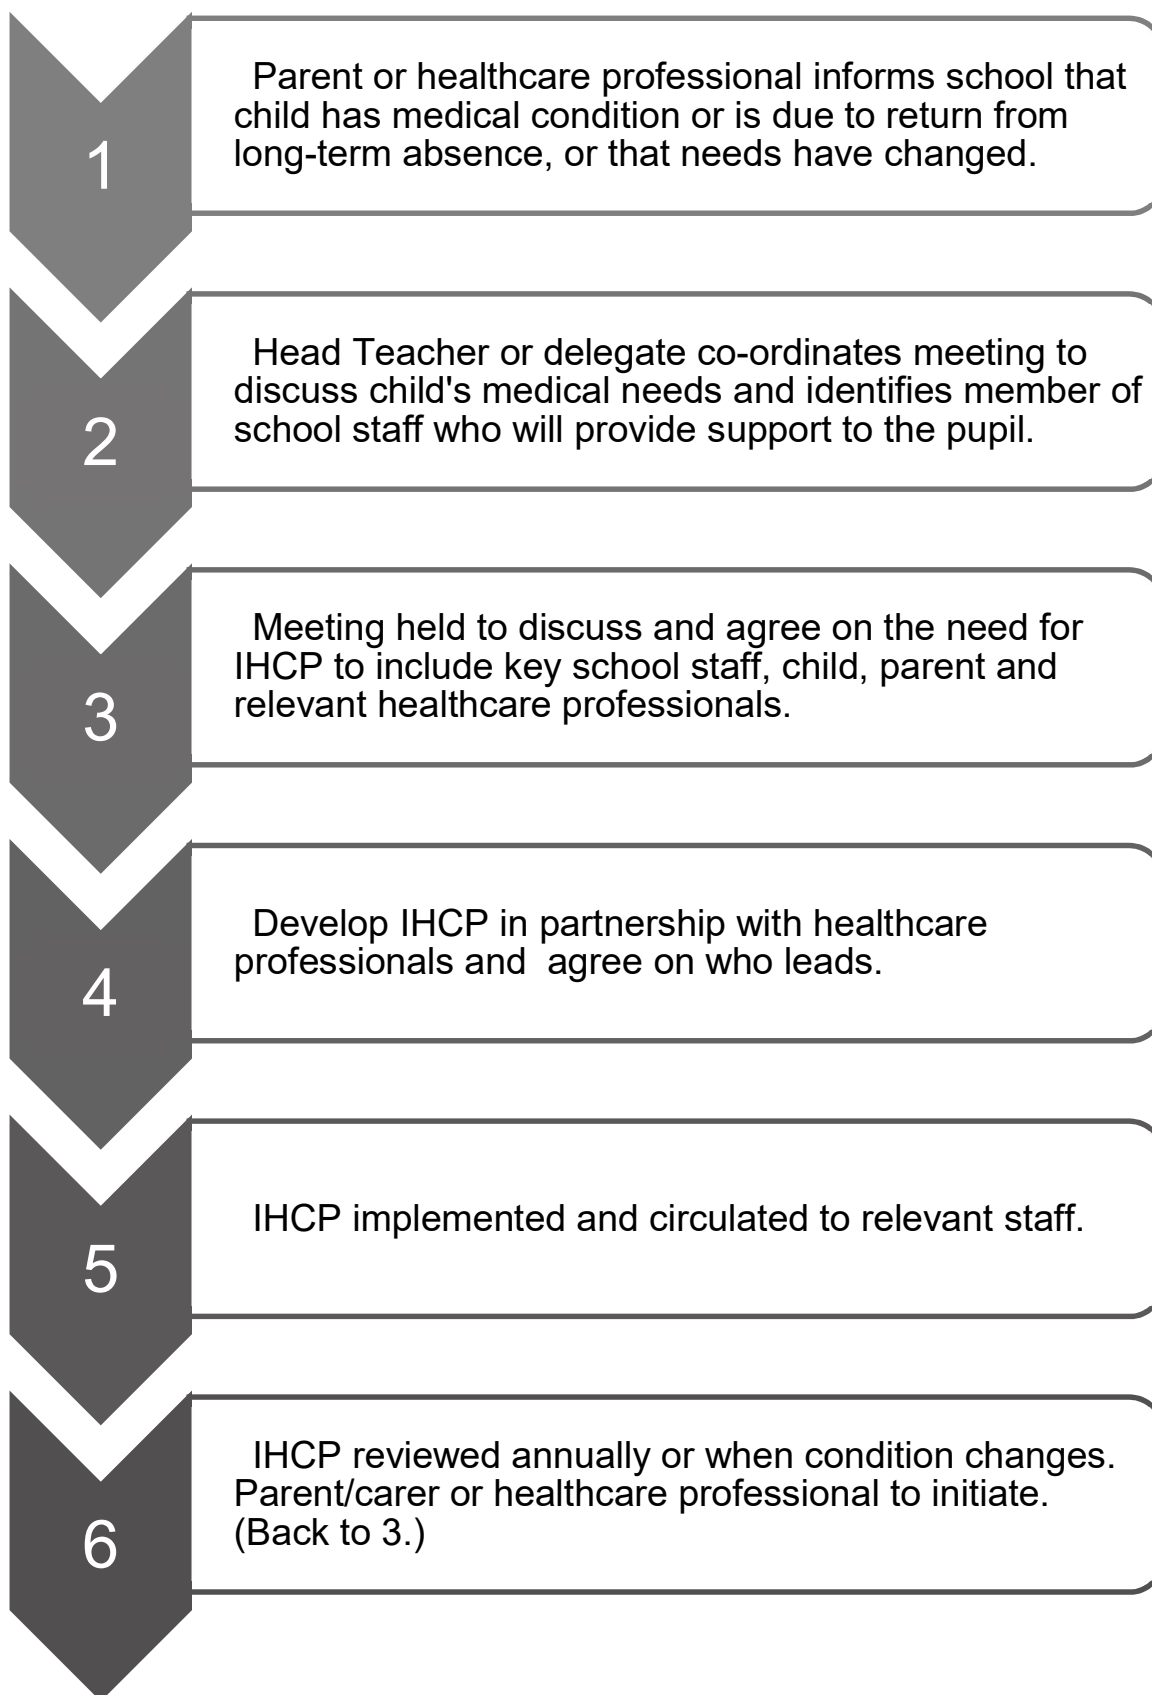 1
Parent or healthcare professional informs school that
child has medical condition or is due to return from
long-term absence, or that needs have changed.
2
Head Teacher or delegate co-ordinates meeting to
discuss child's medical needs and identifies member of
school staff who will provide support to the pupil.
3
Meeting held to discuss and agree on the need for
IHCP to include key school staff, child, parent and
relevant healthcare professionals.
4
Develop IHCP in partnership with healthcare
professionals and  agree on who leads.
5
IHCP implemented and circulated to relevant staff.
6
IHCP reviewed annually or when condition changes.
Parent/carer or healthcare professional to initiate.
(Back to 3.)